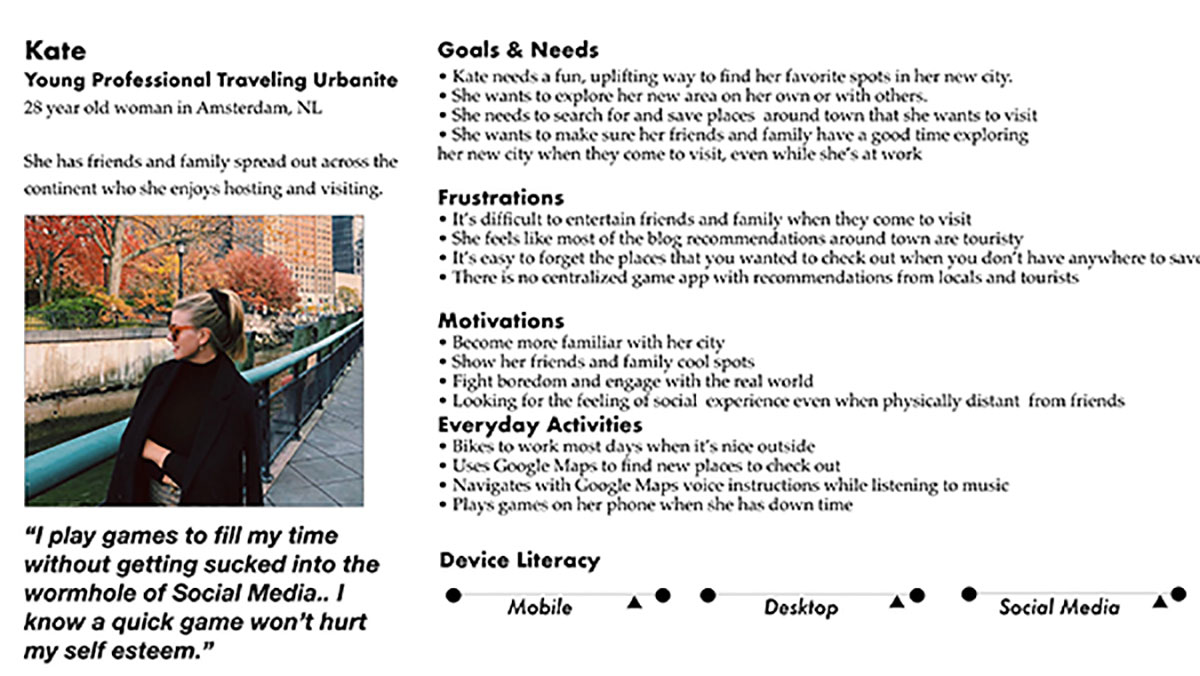 Kate
Young Professional Traveling Urbanite
28 year old woman in Amsterdam, NL
She has friends and family spread out across the
continent who she enjoys hosting and visiting.
“I play games to fill my time
without getting sucked into the
wormhole of Social Media.. I
know a quick game won’t hurt
my self esteem.”
Goals & Needs
• Kate needs a fun, uplifting way to find her favorite spots in her new city.
• She wants to explore her new area on her own or with others.
• She needs to search for and save places around town that she wants to visit
• She wants to make sure her friends and family have a good time exploring
her new city when they come to visit, even while she’s at work
Frustrations
• It’s difficult to entertain friends and family when they come to visit
• She feels like most of the blog recommendations around town are touristy
• It’s easy to forget the places that you wanted to check out when you don’t have anywhere to save
• There is no centralized game app with recommendations from locals and tourists
Motivations
• Become more familiar with her city
• Show her friends and family cool spots
• Fight boredom and engage with the real world
• Looking for the feeling of social experience even when physically distant from friends
Everyday Activities
• Bikes to work most days when it’s nice outside
• Uses Google Maps to find new places to check out
• Navigates with Google Maps voice instructions while listening to music
• Plays games on her phone when she has down time
Device Literacy
Mobile
Desktop
Social Media